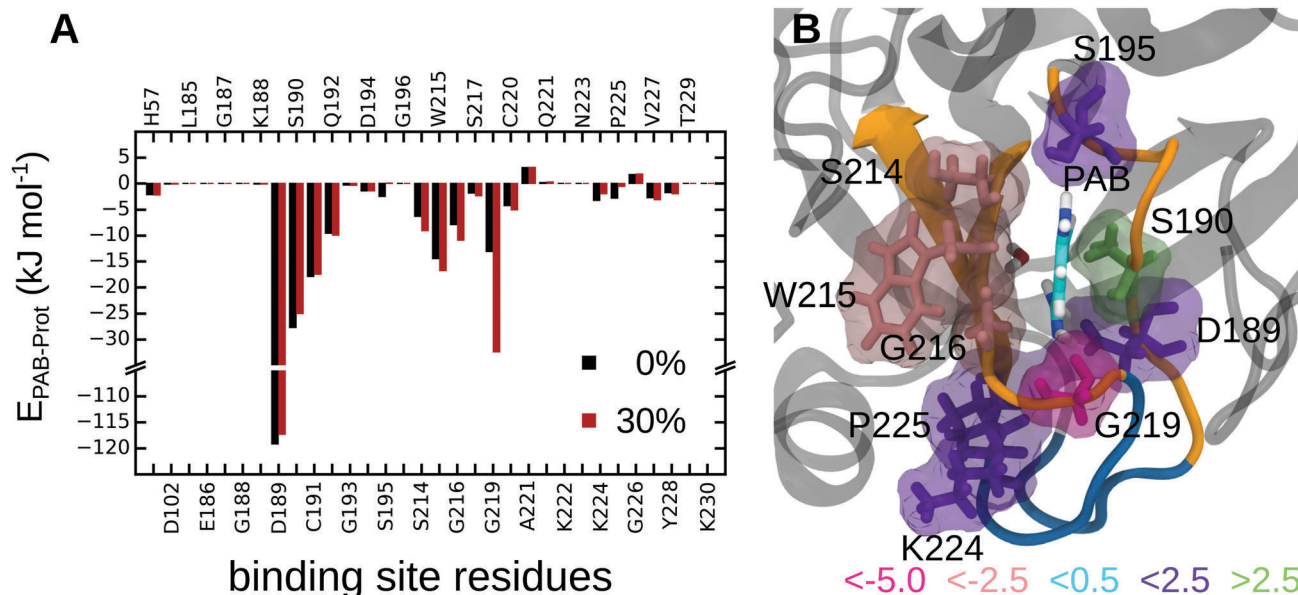 A
H57 L185 G187 K188 S190 Q192 D194 G196 W215 S217 C220 Q221 N223 P225 V227 T229
5
0
−5
−10
−15
−20
−25
−30
−110
−115
−120
E_PAB-Prot (kJ mol⁻¹)
0%
30%
D102 E186 G188 D189 C191 G193 S195 S214 G216 G219 A221 K222 K224 G226 Y228 K230
binding site residues
B
S195
S214
PAB
S190
W215
D189
G216
P225
G219
K224
<-5.0 <-2.5 <0.5 <2.5 >2.5